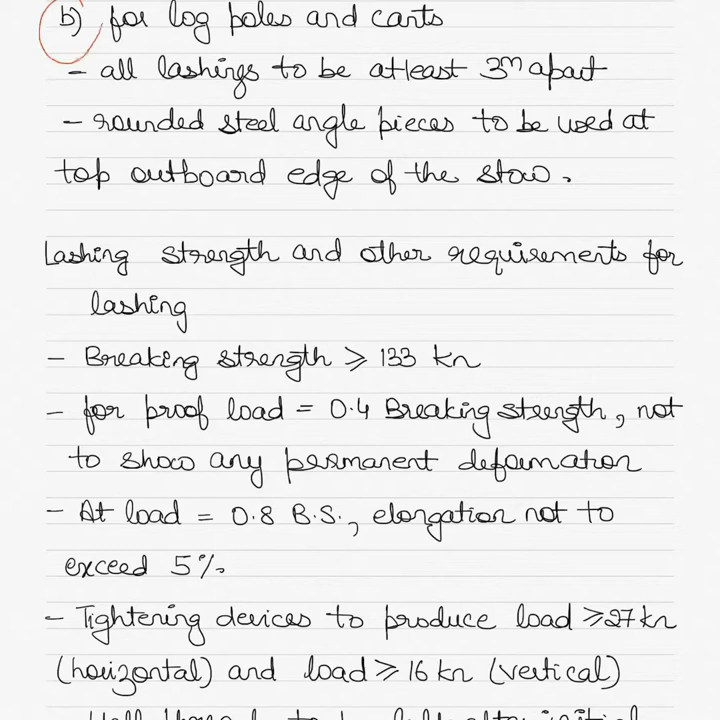 b) for log poles and cants
- all lashings to be atleast 3m apart
- rounded steel angle pieces to be used at
top outboard edge of the stow.
Lashing strength and other requirements for
lashing
- Breaking strength ≥ 133 kn
- for proof load = 0.4 Breaking strength, not
to show any permanent deformation
- At load = 0.8 B.S., elongation not to
exceed 5%.
- Tightening devices to produce load ≥ 27 kn
(horizontal) and load ≥ 16 kn (vertical)